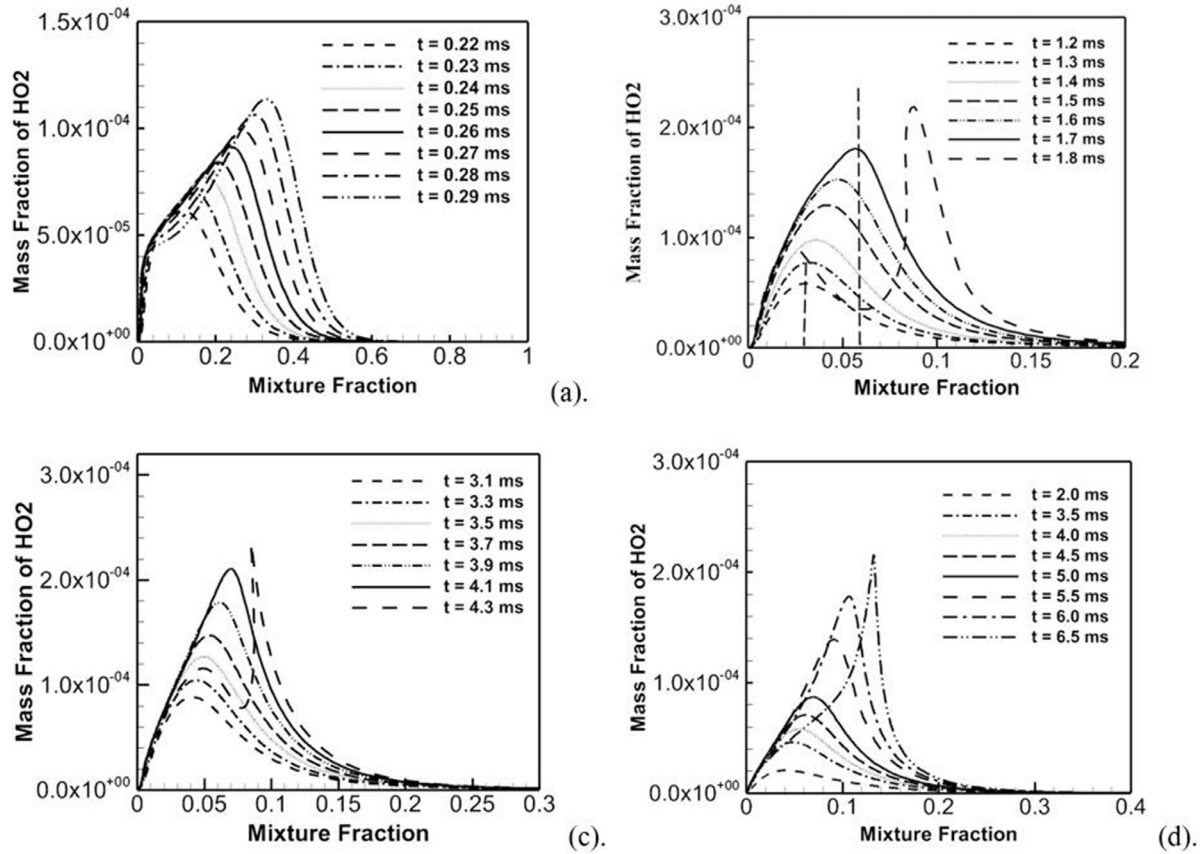 1.5x10-04
1.0x10-04
5.0x10-05
0.0x10+00
Mass Fraction of HO2
t = 0.22 ms
t = 0.23 ms
t = 0.24 ms
t = 0.25 ms
t = 0.26 ms
t = 0.27 ms
t = 0.28 ms
t = 0.29 ms
0 0.2 0.4 0.6 0.8 1
Mixture Fraction
(a).
3.0x10-04
2.0x10-04
1.0x10-04
0.0x10+00
Mass Fraction of HO2
t = 1.2 ms
t = 1.3 ms
t = 1.4 ms
t = 1.5 ms
t = 1.6 ms
t = 1.7 ms
t = 1.8 ms
0 0.05 0.1 0.15 0.2
Mixture Fraction
3.0x10-04
2.0x10-04
1.0x10-04
0.0x10+00
Mass Fraction of HO2
t = 3.1 ms
t = 3.3 ms
t = 3.5 ms
t = 3.7 ms
t = 3.9 ms
t = 4.1 ms
t = 4.3 ms
0 0.05 0.1 0.15 0.2 0.25 0.3
Mixture Fraction
(c).
3.0x10-04
2.0x10-04
1.0x10-04
0.0x10+00
Mass Fraction of HO2
t = 2.0 ms
t = 3.5 ms
t = 4.0 ms
t = 4.5 ms
t = 5.0 ms
t = 5.5 ms
t = 6.0 ms
t = 6.5 ms
0 0.1 0.2 0.3 0.4
Mixture Fraction
(d).